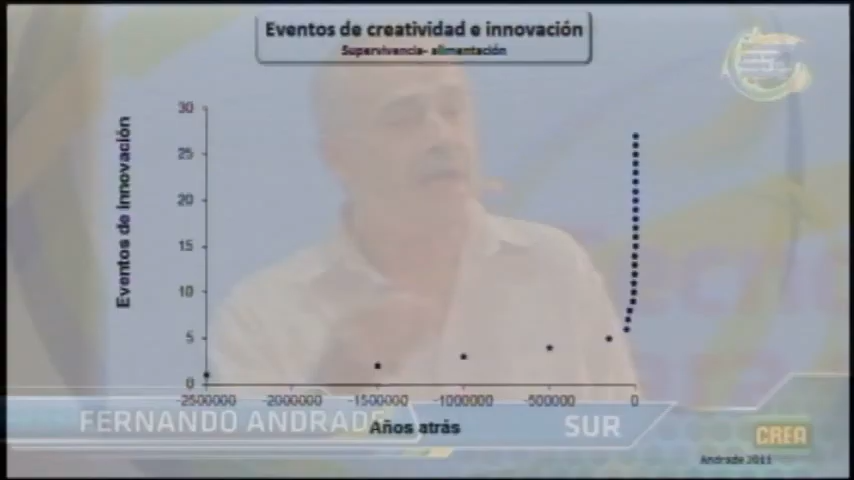 Eventos de creatividad e innovación
Supervivencia- alimentación
Eventos de innovación
30
25
20
15
10
5
0
-2500000 -2000000 -1500000 -1000000 -500000 0
Años atrás
FERNANDO ANDRADE
SUR
CREA
Andrade 2011